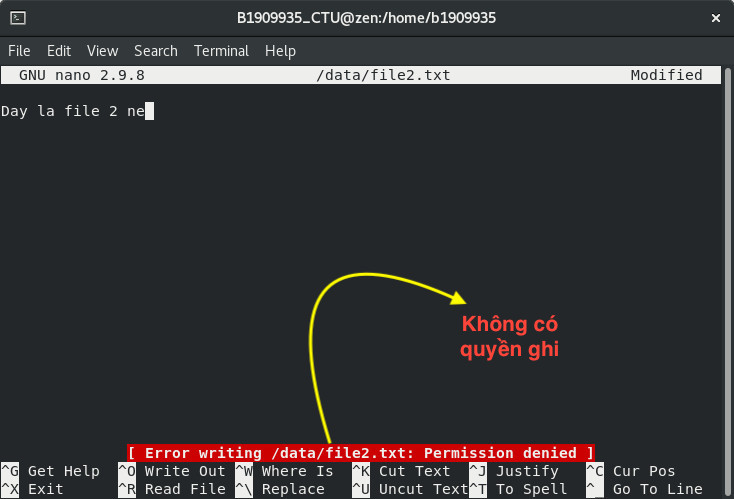 B1909935_CTU@zen:/home/b1909935
File Edit View Search Terminal Help
GNU nano 2.9.8 /data/file2.txt Modified
Day la file 2 ne
Không có
quyền ghi
[ Error writing /data/file2.txt: Permission denied ]
^G Get Help ^O Write Out ^W Where Is ^K Cut Text ^J Justify ^C Cur Pos
^X Exit ^R Read File ^\ Replace ^U Uncut Text ^T To Spell ^_ Go To Line